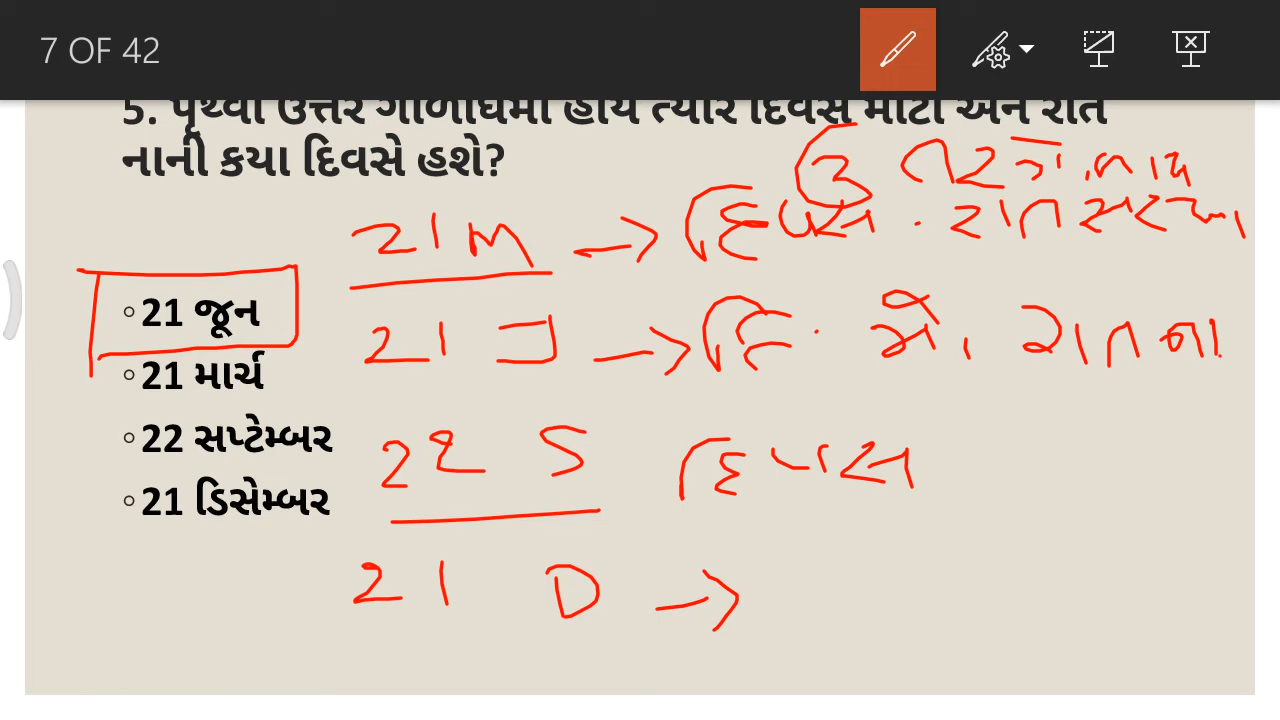 7 OF 42
5. પૃથ્વી ઉત્તર ગોળાર્ધમાં હોય ત્યારે દિવસ મોટો અને રાત
નાની કયા દિવસે હશે?
21 M → દિવસ . રાત સરખા
◦ 21 જૂન
21 J → દિ. મો, રાત ના
◦ 21 માર્ચ
◦ 22 સપ્ટેમ્બર
22 S દિવસ
◦ 21 ડિસેમ્બર
21 D →